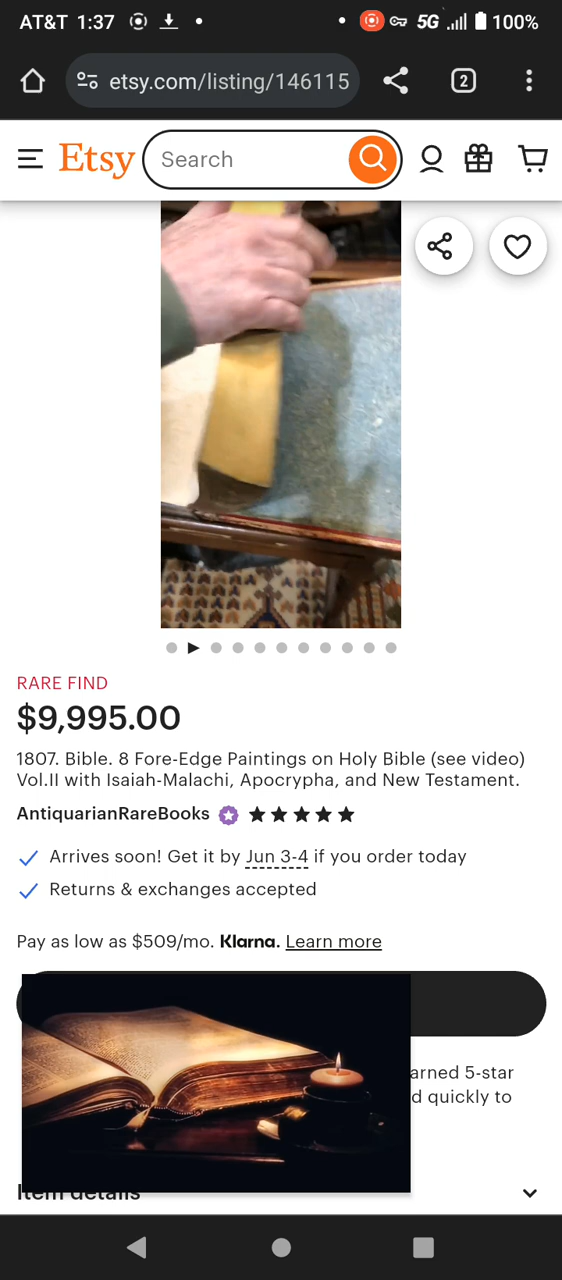 AT&T 1:37 5G 100%
etsy.com/listing/146115 2
Etsy Search
RARE FIND
$9,995.00
1807. Bible. 8 Fore-Edge Paintings on Holy Bible (see video)
Vol.II with Isaiah-Malachi, Apocrypha, and New Testament.
AntiquarianRareBooks
Arrives soon! Get it by Jun 3-4 if you order today
Returns & exchanges accepted
Pay as low as $509/mo. Klarna. Learn more
arned 5-star
d quickly to
Item details